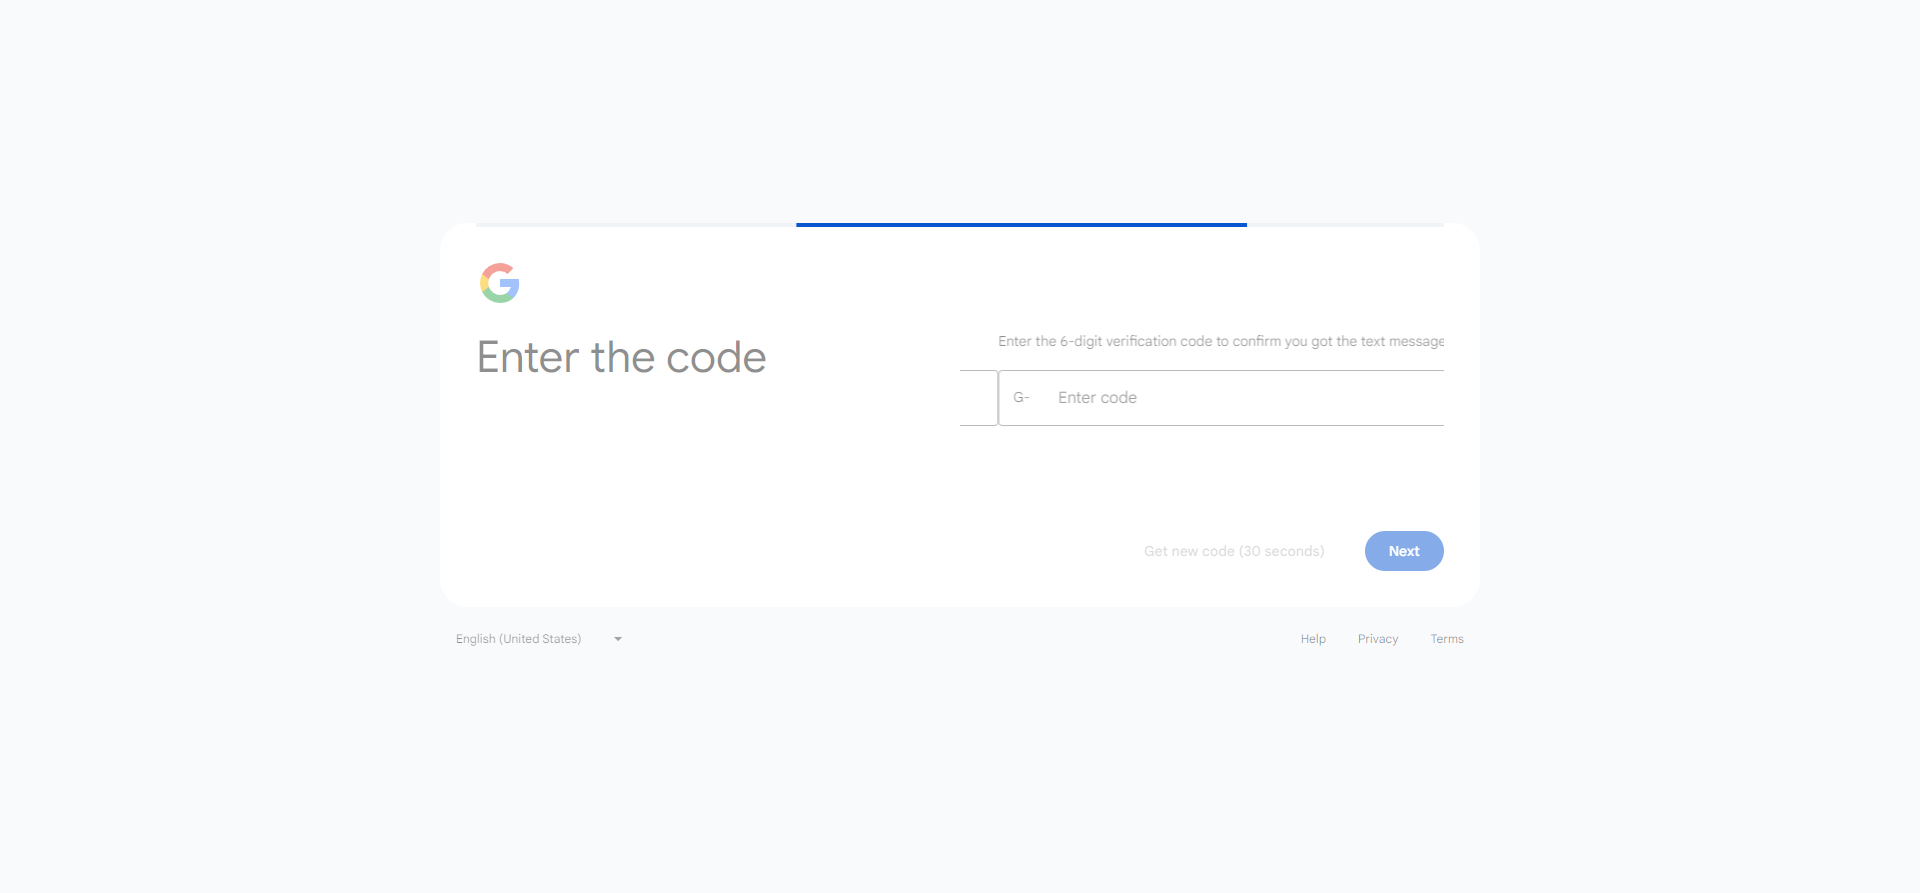 Enter the code
Enter the 6-digit verification code to confirm you got the text message
G- Enter code
Get new code (30 seconds)
Next
English (United States)
Help Privacy Terms